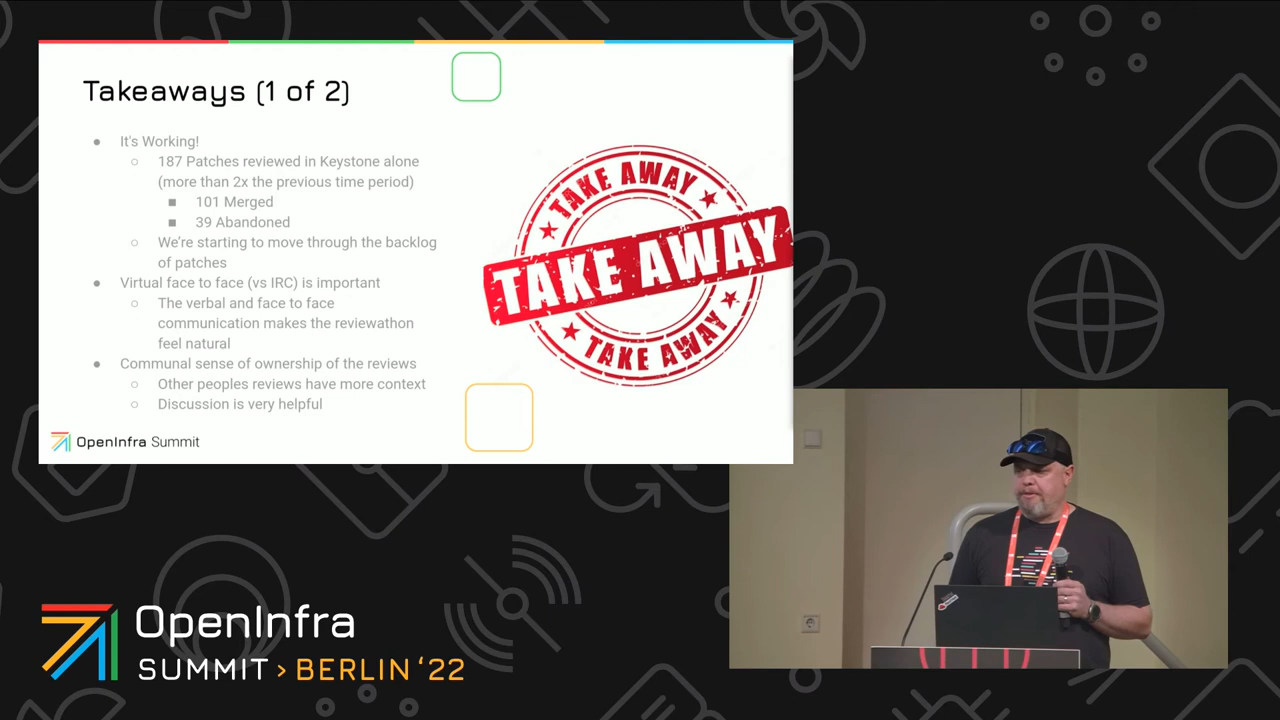 Takeaways (1 of 2)
● It's Working!
○ 187 Patches reviewed in Keystone alone
(more than 2x the previous time period)
■ 101 Merged
■ 39 Abandoned
○ We're starting to move through the backlog
of patches
● Virtual face to face (vs IRC) is important
○ The verbal and face to face
communication makes the reviewathon
feel natural
● Communal sense of ownership of the reviews
○ Other peoples reviews have more context
○ Discussion is very helpful
TAKE AWAY
TAKE AWAY
TAKE AWAY
OpenInfra Summit
OpenInfra
SUMMIT > BERLIN ‘22